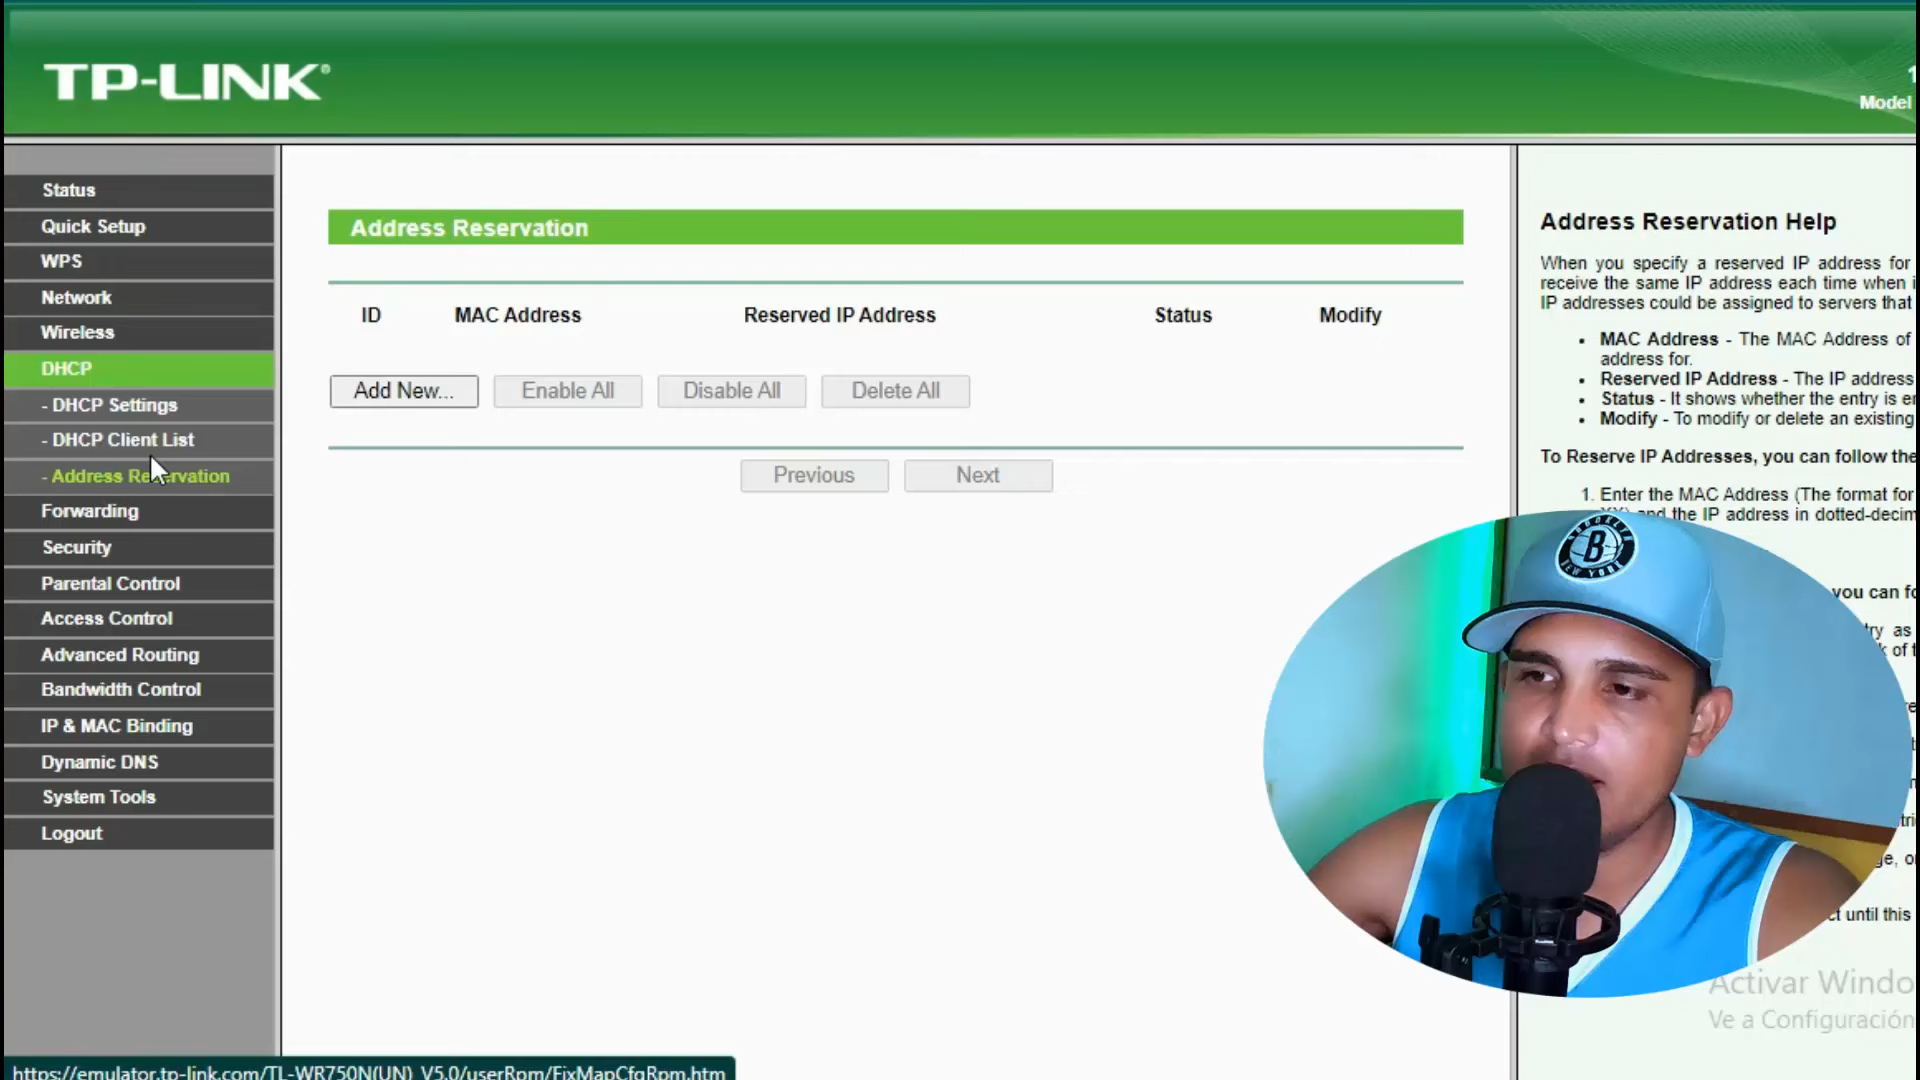 TP-LINK®
Model
Status
Quick Setup
WPS
Network
Wireless
DHCP
- DHCP Settings
- DHCP Client List
- Address Reservation
Forwarding
Security
Parental Control
Access Control
Advanced Routing
Bandwidth Control
IP & MAC Binding
Dynamic DNS
System Tools
Logout
Address Reservation
ID MAC Address Reserved IP Address Status Modify
Add New... Enable All Disable All Delete All
Previous Next
Address Reservation Help
When you specify a reserved IP address for
receive the same IP address each time when
IP addresses could be assigned to servers that
• MAC Address - The MAC Address of
address for.
• Reserved IP Address - The IP address
• Status - It shows whether the entry is
• Modify - To modify or delete an existing
To Reserve IP Addresses, you can follow the
1. Enter the MAC Address (The format for
and the IP address in dotted-decim
you can
as
of
until this
BROOKLYN
B
NEW YORK
Activar Windo
Ve a Configuración
https://emulator.tp-link.com/TL-WR750N(UN)_V5.0/userRpm/FixMapCfgRpm.htm